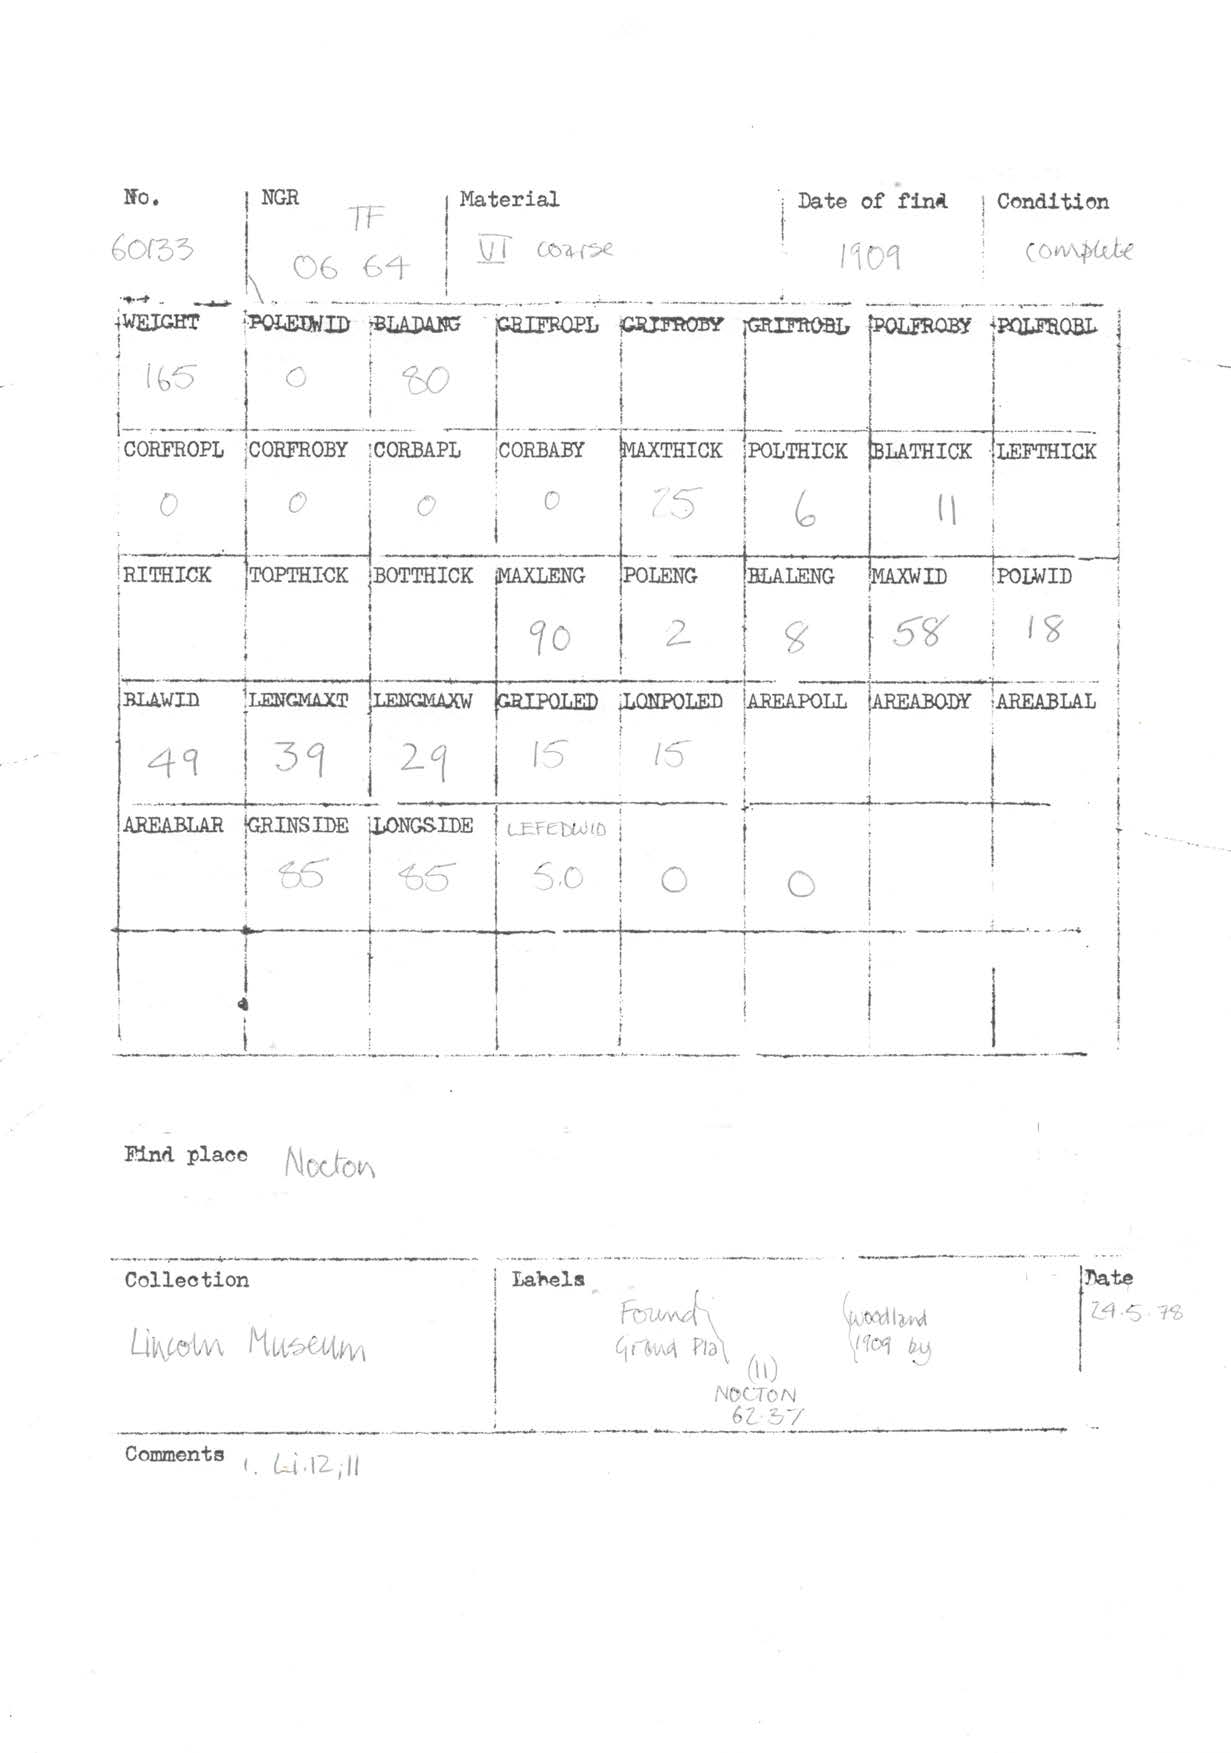 No. NGR Material Date of find Condition
TF
60133 06 64 VI coarse 1909 complete
WEIGHT POLEDWID BLADANG GRIFROPL GRIFROBY GRIFROBL POLFROBY POLFROBL
165 0 80
CORFROPL CORFROBY CORBAPL CORBABY MAXTHICK POLTHICK BLATHICK LEFTHICK
0 0 0 0 25 6 11
RITHICK TOPTHICK BOTTHICK MAXLENG POLENG BLALENG MAXWID POLWID
90 2 8 58 18
BLAWID LENGMAXT LENGMAXW GRIPOLED LONPOLED AREAPOLL AREABODY AREABLAL
49 39 29 15 15
AREABLAR GRINSIDE LONGSIDE LEFEDWID
85 85 5.0 0 0
Find place Nocton
Collection Labels Date
Found woodland 24.5.78
Lincoln Museum Grand Pla 1909 by
(11)
NOCTON
62.37
Comments 1. Li.12;11